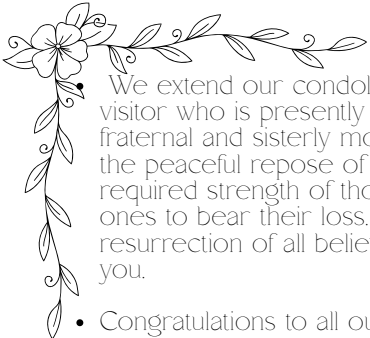 • We extend our condol
visitor who is presently
fraternal and sisterly mo
the peaceful repose of
required strength of tho
ones to bear their loss.
resurrection of all belie
you.
• Congratulations to all ou